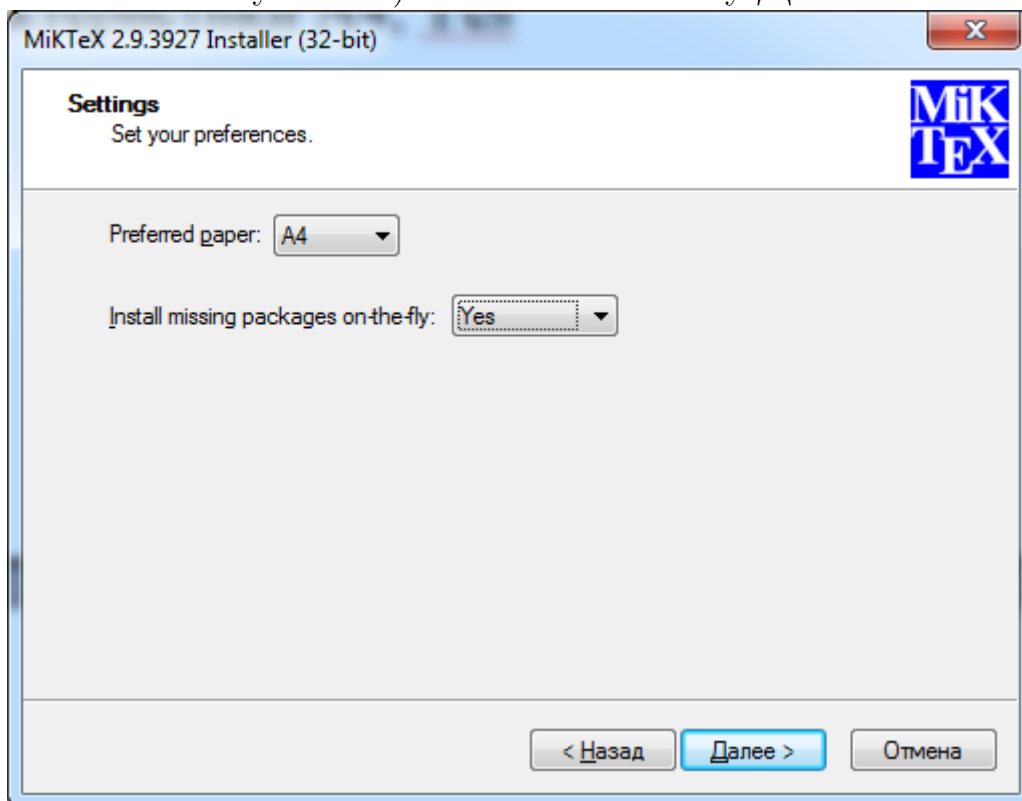 MiKTeX 2.9.3927 Installer (32-bit)
Settings
Set your preferences.
MiK
TEX
Preferred paper: A4
Install missing packages on-the-fly: Yes
< Назад Далее > Отмена